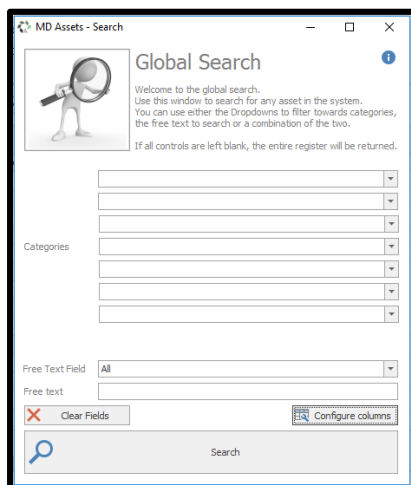 MD Assets - Search
Global Search
Welcome to the global search.
Use this window to search for any asset in the system.
You can use either the Dropdowns to filter towards categories,
the free text to search or a combination of the two.
If all controls are left blank, the entire register will be returned.
Categories
Free Text Field All
Free text
Clear Fields Configure columns
Search